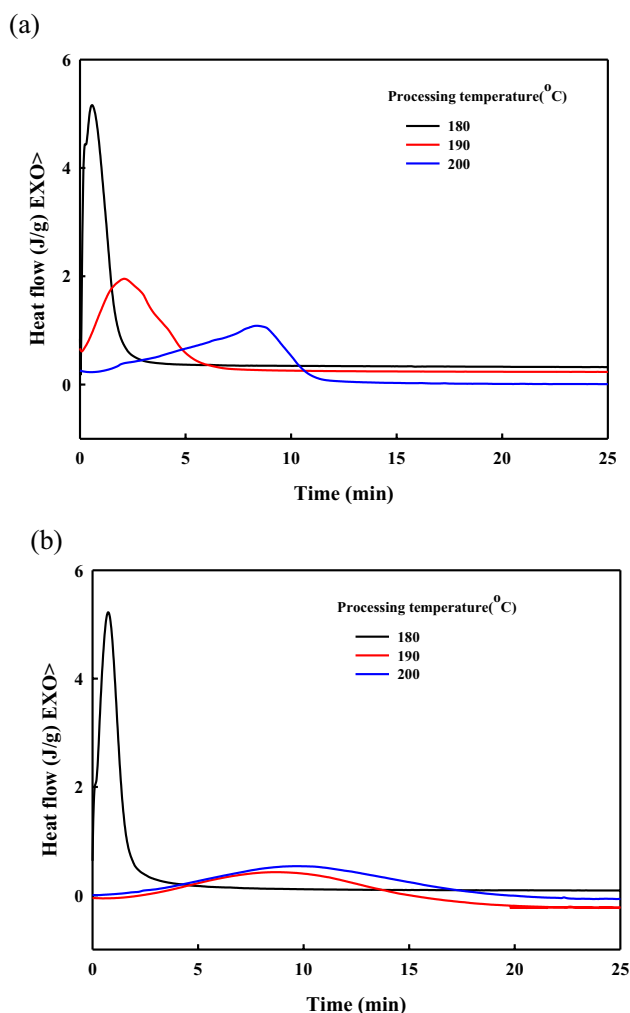 (a)
6
4
2
0
Heat flow (J/g) EXO>
Processing temperature(°C)
180
190
200
0 5 10 15 20 25
Time (min)
(b)
6
4
2
0
Heat flow (J/g) EXO>
Processing temperature(°C)
180
190
200
0 5 10 15 20 25
Time (min)